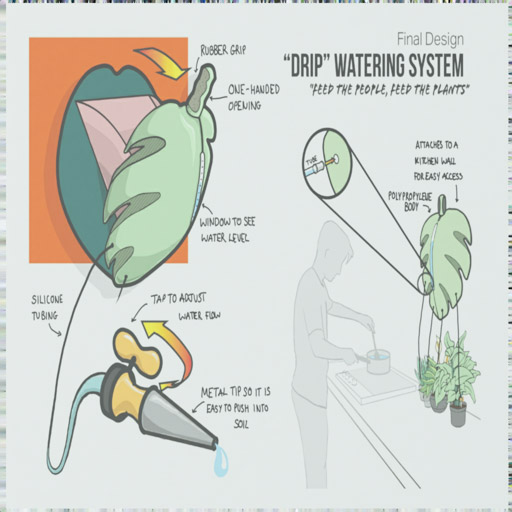 Final Design
"DRIP" WATERING SYSTEM
"FEED THE PEOPLE, FEED THE PLANTS"
RUBBER GRIP
ONE-HANDED
OPENING
WINDOW TO SEE
WATER LEVEL
SILICONE
TUBING
TAP TO ADJUST
WATER FLOW
METAL TIP SO IT IS
EASY TO PUSH INTO
SOIL
TUBE
ATTACHES TO A
KITCHEN WALL
FOR EASY ACCESS
POLYPROPYLENE
BODY